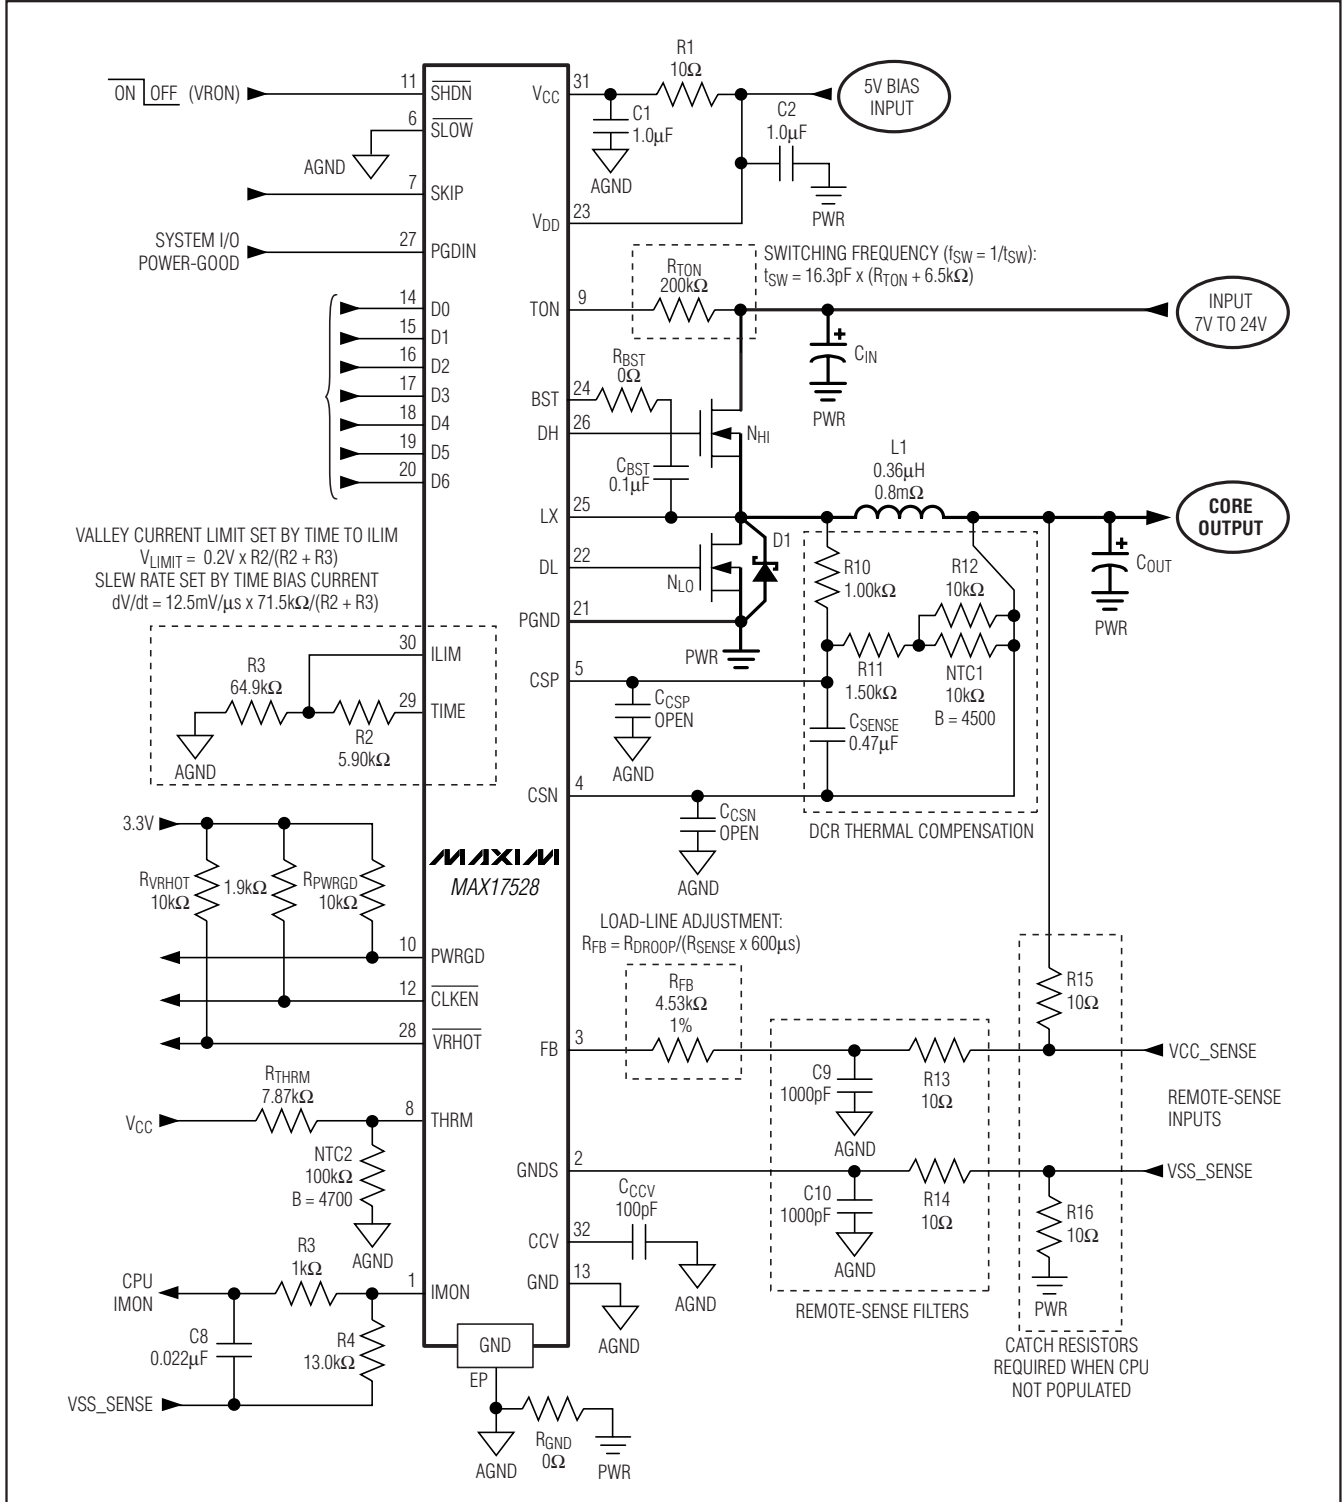 ON OFF (VRON)
11
SHDN
6
SLOW
AGND
7
SKIP
SYSTEM I/O
POWER-GOOD
27
PGDIN
14
D0
15
D1
16
D2
17
D3
18
D4
19
D5
20
D6
VALLEY CURRENT LIMIT SET BY TIME TO ILIM
VLIMIT = 0.2V x R2/(R2 + R3)
SLEW RATE SET BY TIME BIAS CURRENT
dV/dt = 12.5mV/µs x 71.5kΩ/(R2 + R3)
30
ILIM
R3
64.9kΩ
29
TIME
R2
5.90kΩ
AGND
3.3V
RVRHOT
10kΩ
1.9kΩ
RPWRGD
10kΩ
10
PWRGD
12
CLKEN
28
VRHOT
RTHRM
7.87kΩ
VCC
8
THRM
NTC2
100kΩ
B = 4700
AGND
R3
1kΩ
CPU
IMON
1
IMON
C8
0.022µF
R4
13.0kΩ
VSS_SENSE
MAXIM
MAX17528
GND
EP
AGND
RGND
0Ω
PWR
VCC
31
R1
10Ω
5V BIAS
INPUT
C1
1.0µF
AGND
C2
1.0µF
PWR
VDD
23
SWITCHING FREQUENCY (fSW = 1/tSW):
tSW = 16.3pF x (RTON + 6.5kΩ)
RTON
200kΩ
TON
9
INPUT
7V TO 24V
CIN
PWR
RBST
0Ω
BST
24
DH
26
NHI
CBST
0.1µF
LX
25
L1
0.36µH
0.8mΩ
CORE
OUTPUT
COUT
PWR
DL
22
NLO
D1
PGND
21
PWR
R10
1.00kΩ
R12
10kΩ
R11
1.50kΩ
NTC1
10kΩ
B = 4500
CSP
5
CCSP
OPEN
AGND
CSENSE
0.47µF
CSN
4
CCSN
OPEN
AGND
DCR THERMAL COMPENSATION
LOAD-LINE ADJUSTMENT:
RFB = RDROOP/(RSENSE x 600µs)
RFB
4.53kΩ
1%
FB
3
C9
1000pF
AGND
R13
10Ω
R15
10Ω
VCC_SENSE
REMOTE-SENSE
INPUTS
GNDS
2
C10
1000pF
AGND
R14
10Ω
VSS_SENSE
R16
10Ω
PWR
CCCV
100pF
CCV
32
AGND
GND
13
AGND
REMOTE-SENSE FILTERS
CATCH RESISTORS
REQUIRED WHEN CPU
NOT POPULATED